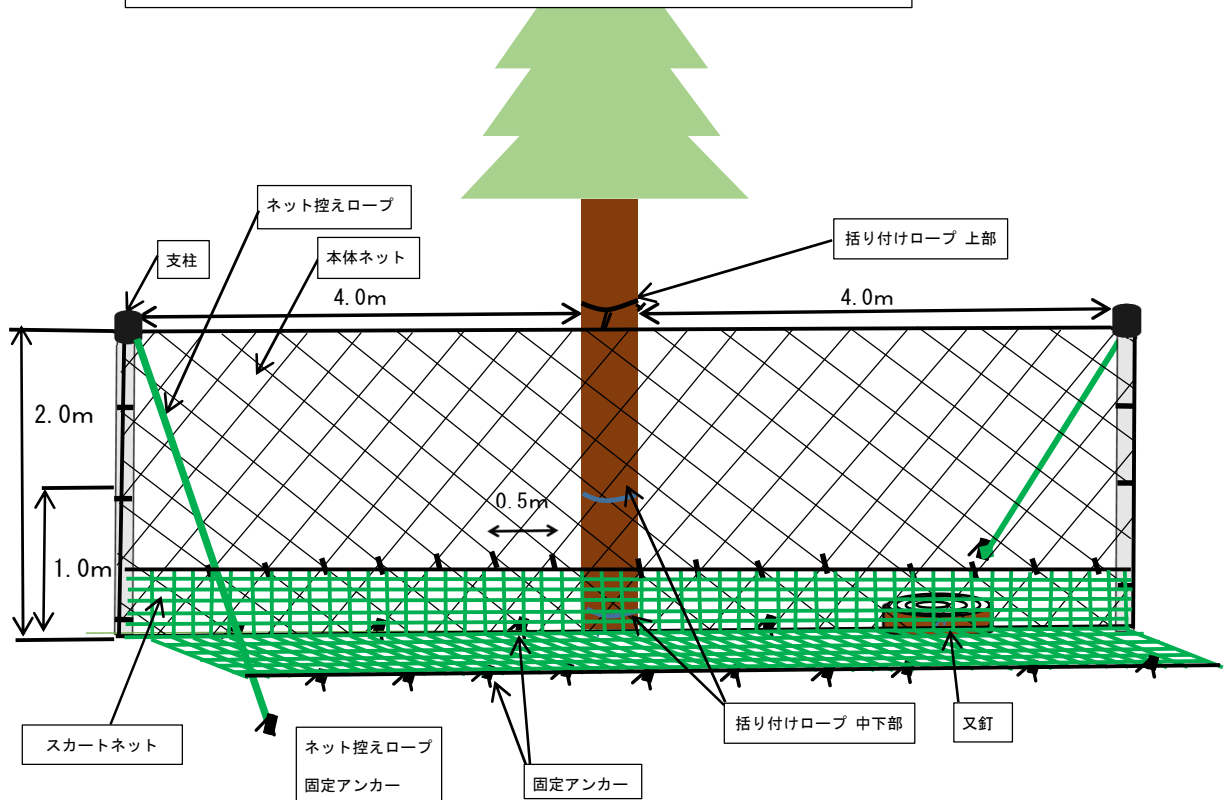 ネット控えロープ
支柱
本体ネット
括り付けロープ 上部
4.0m
4.0m
2.0m
0.5m
1.0m
スカートネット
ネット控えロープ
固定アンカー
固定アンカー
括り付けロープ 中下部
又釘